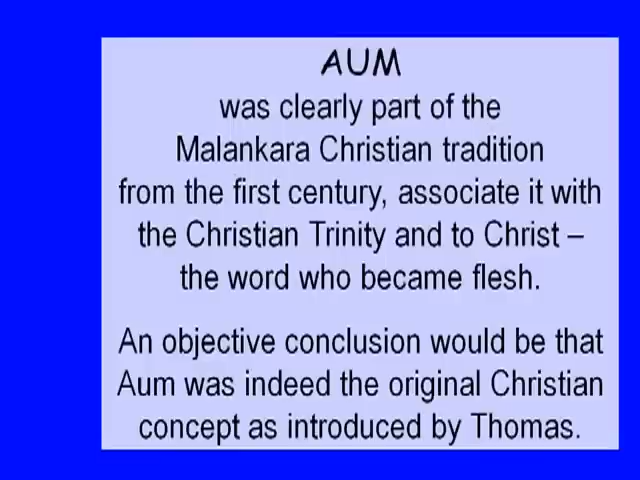 AUM
was clearly part of the
Malankara Christian tradition
from the first century, associate it with
the Christian Trinity and to Christ –
the word who became flesh.
An objective conclusion would be that
Aum was indeed the original Christian
concept as introduced by Thomas.